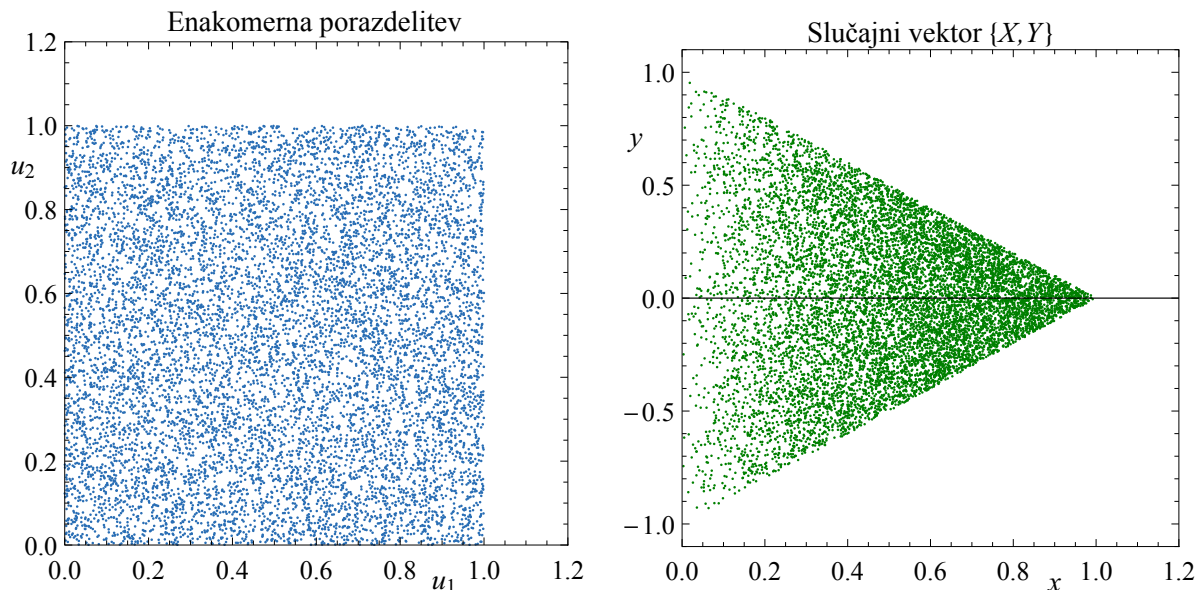 Enakomerna porazdelitev
1.2
1.0
u₂
0.8
0.6
0.4
0.2
0.0
0.0 0.2 0.4 0.6 0.8 1.0 1.2
u₁
Slučajni vektor {X, Y}
1.0
y
0.5
0.0
−0.5
−1.0
0.0 0.2 0.4 0.6 0.8 1.0 1.2
x